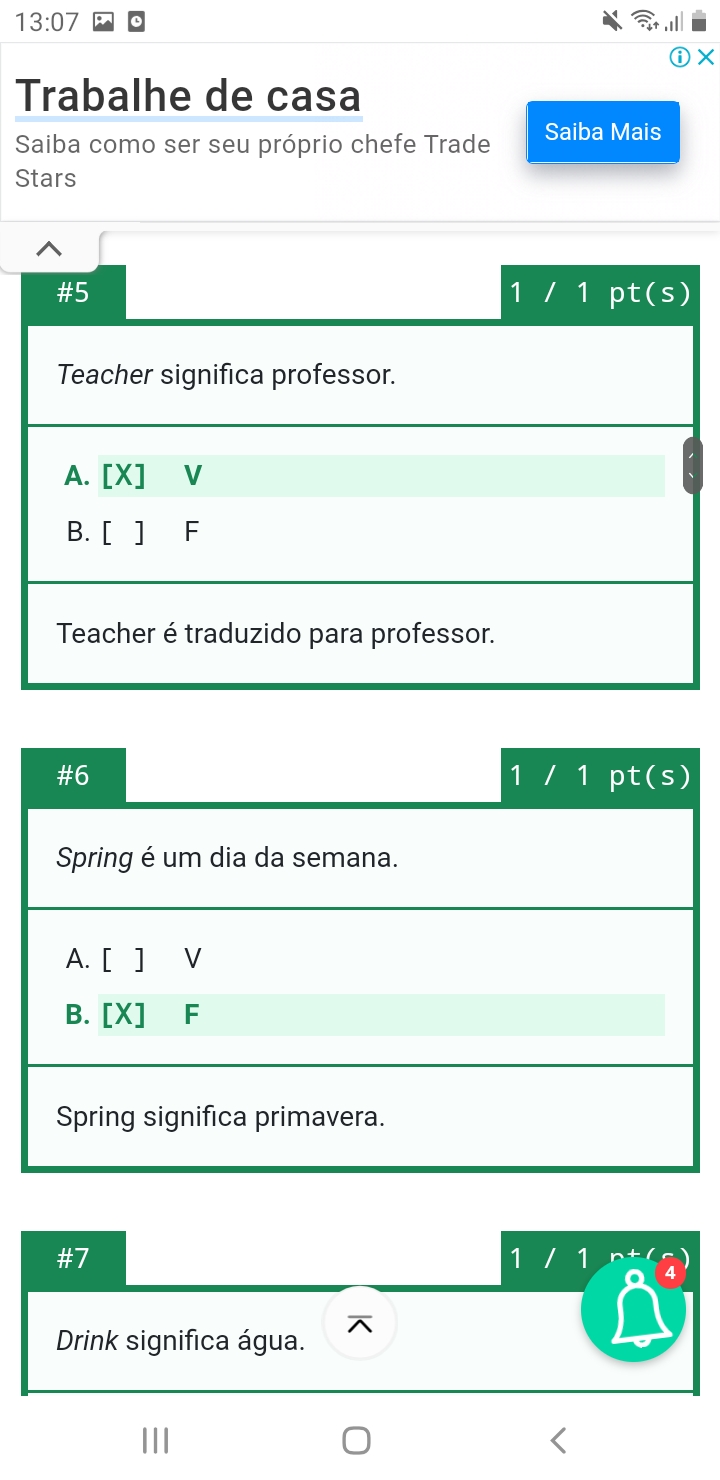 13:07
Trabalhe de casa
Saiba como ser seu próprio chefe Trade
Stars
Saiba Mais
#5
1 / 1 pt(s)
Teacher significa professor.
A. [X] V
B. [ ] F
Teacher é traduzido para professor.
#6
1 / 1 pt(s)
Spring é um dia da semana.
A. [ ] V
B. [X] F
Spring significa primavera.
#7
1 / 1 pt(s)
4
Drink significa água.